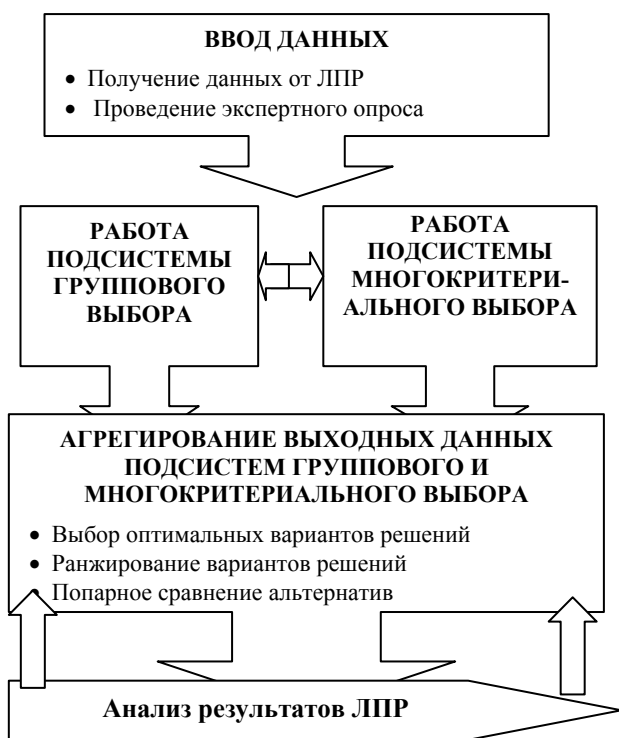 ВВОД ДАННЫХ
• Получение данных от ЛПР
• Проведение экспертного опроса
РАБОТА
ПОДСИСТЕМЫ
ГРУППОВОГО
ВЫБОРА
РАБОТА
ПОДСИСТЕМЫ
МНОГОКРИТЕРИ-
АЛЬНОГО ВЫБОРА
АГРЕГИРОВАНИЕ ВЫХОДНЫХ ДАННЫХ
ПОДСИСТЕМ ГРУППОВОГО И
МНОГОКРИТЕРИАЛЬНОГО ВЫБОРА
• Выбор оптимальных вариантов решений
• Ранжирование вариантов решений
• Попарное сравнение альтернатив
Анализ результатов ЛПР